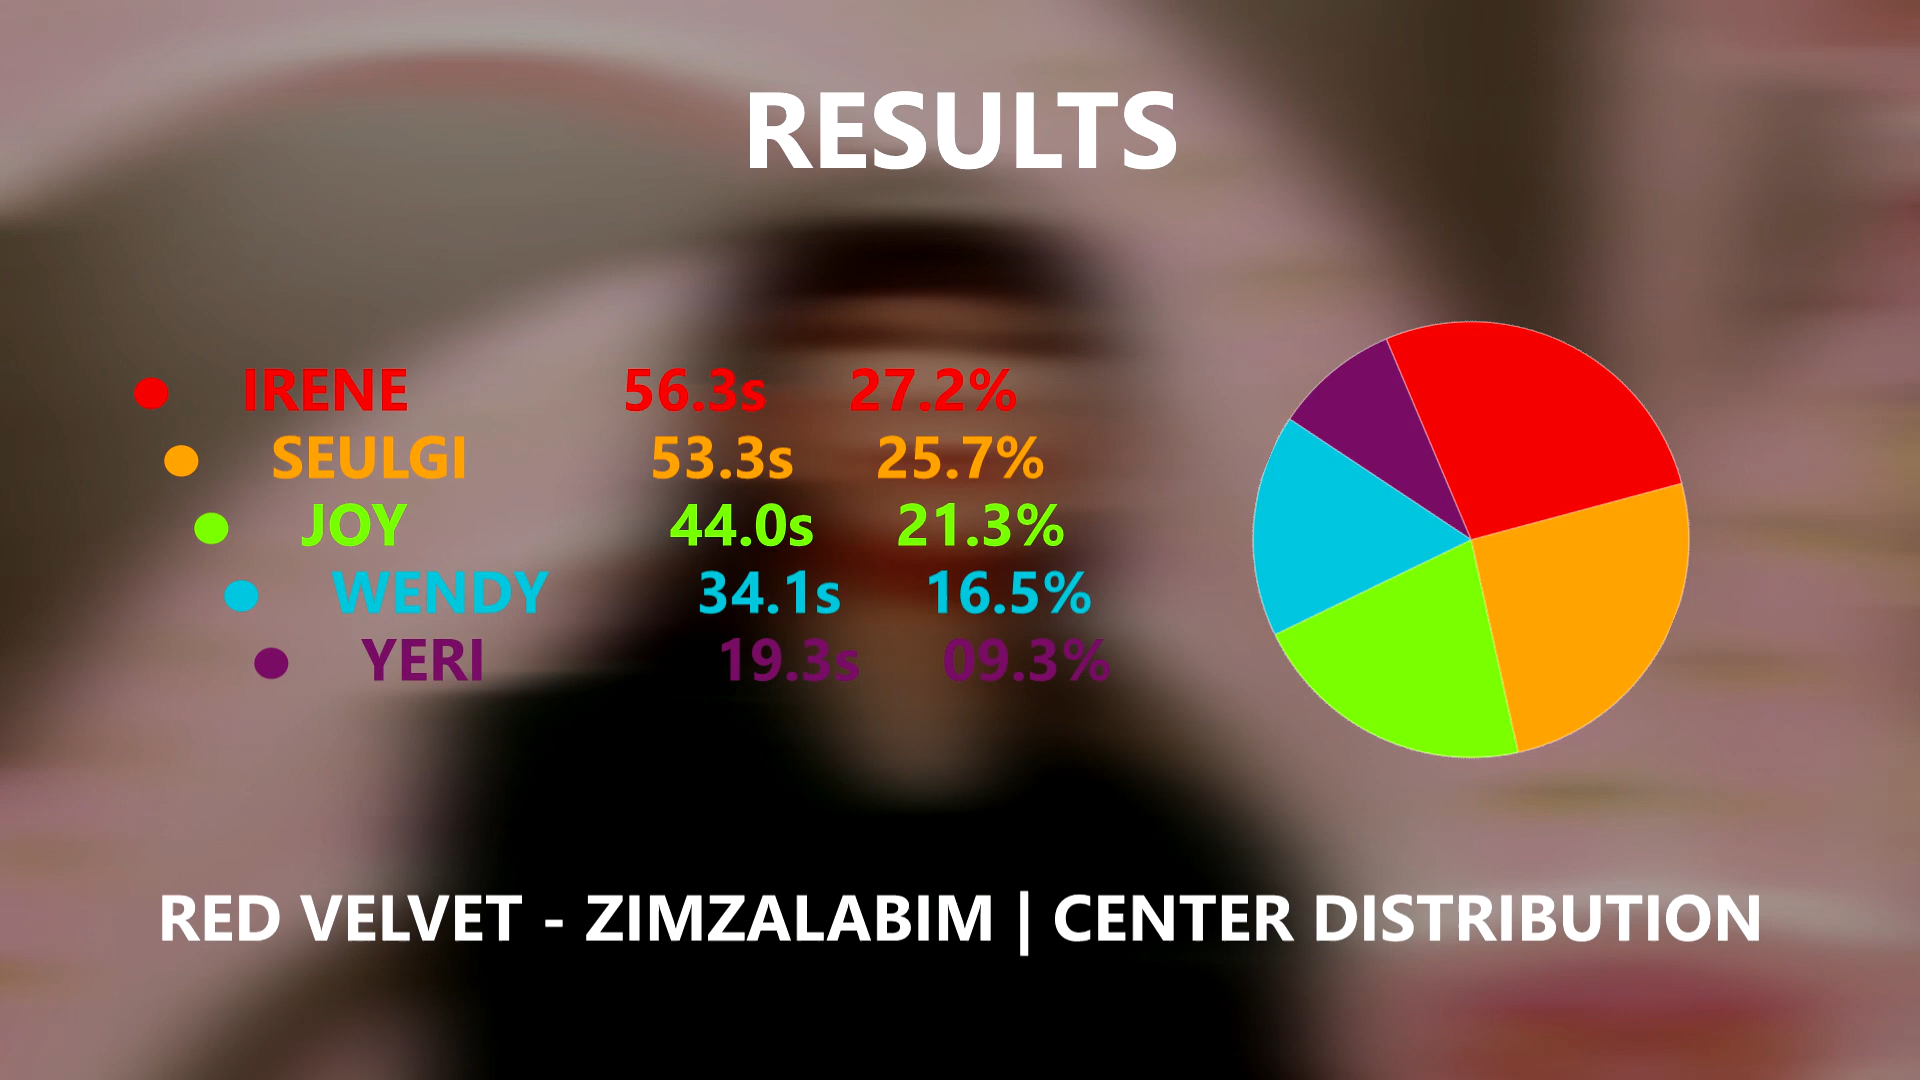 RESULTS
IRENE 56.3s 27.2%
SEULGI 53.3s 25.7%
JOY 44.0s 21.3%
WENDY 34.1s 16.5%
YERI 19.3s 09.3%
RED VELVET - ZIMZALABIM | CENTER DISTRIBUTION